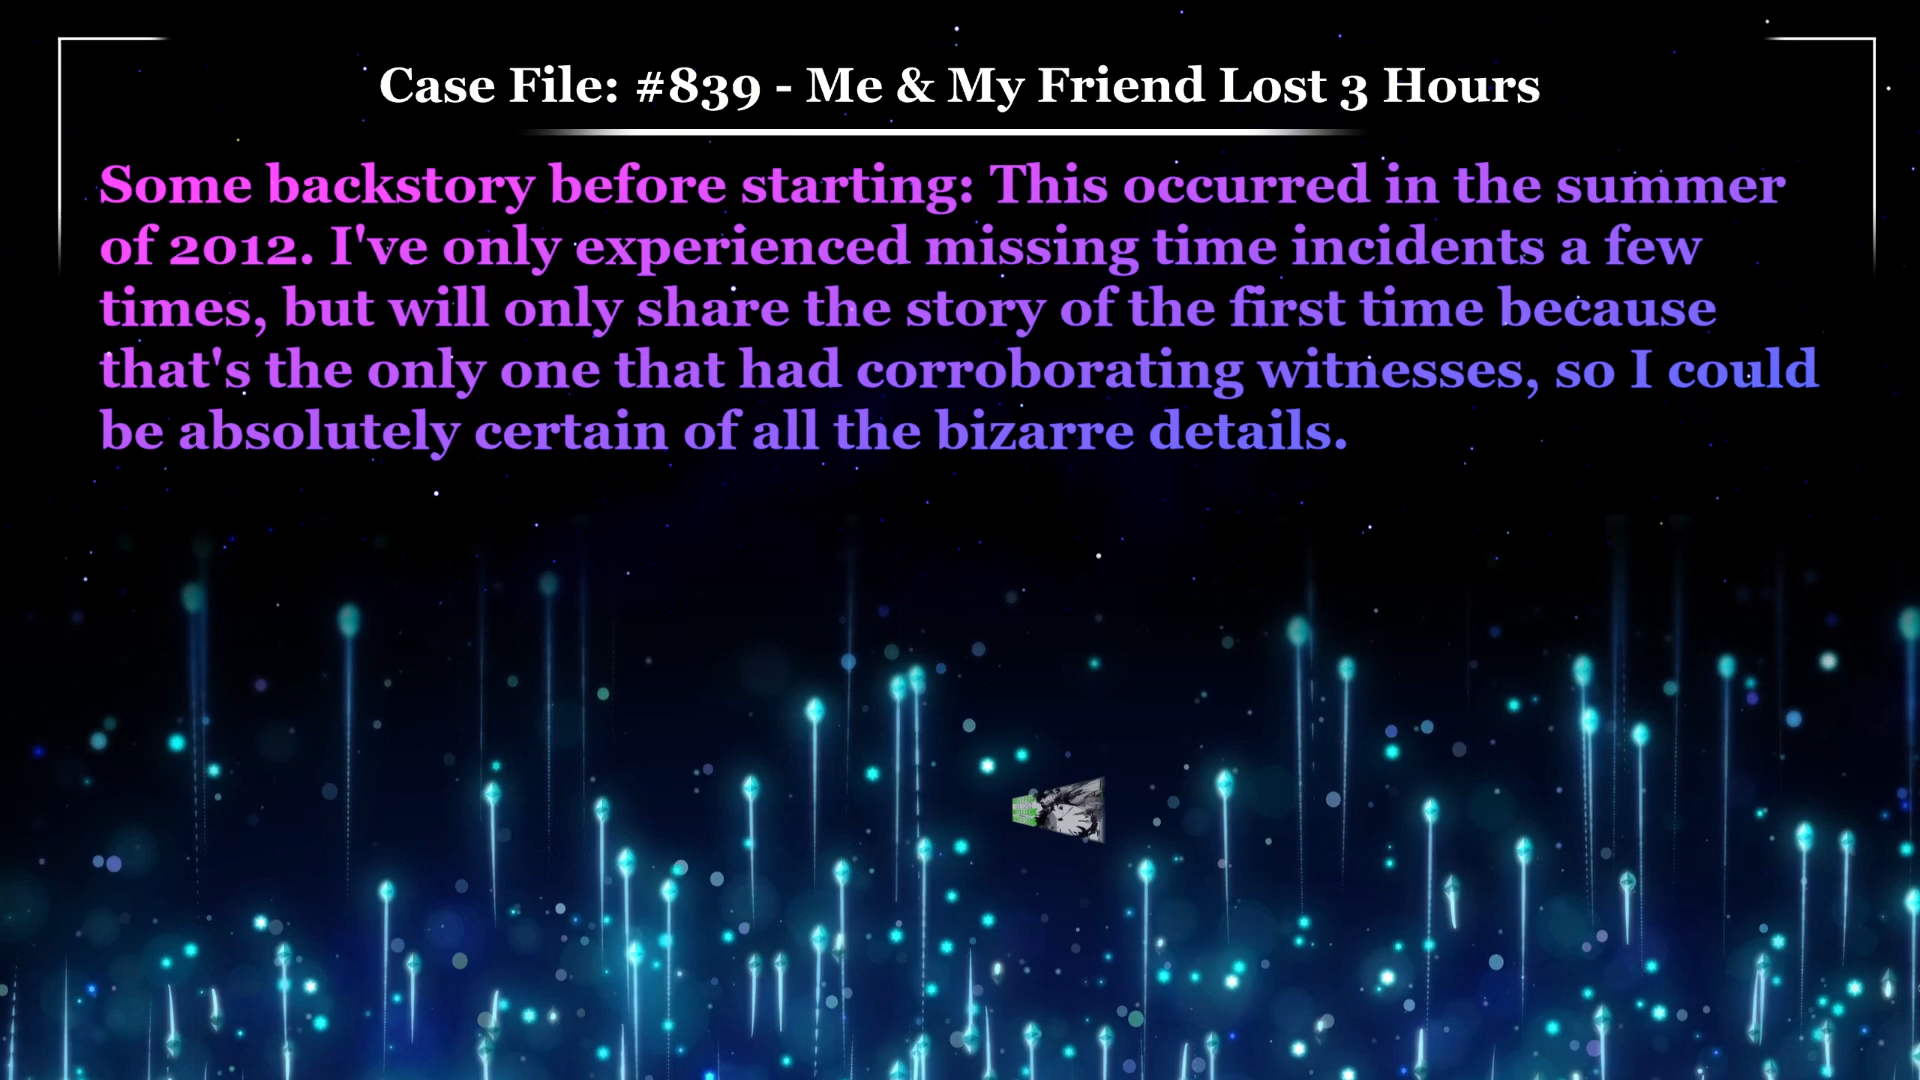 Case File: #839 - Me & My Friend Lost 3 Hours
Some backstory before starting: This occurred in the summer
of 2012. I've only experienced missing time incidents a few
times, but will only share the story of the first time because
that's the only one that had corroborating witnesses, so I could
be absolutely certain of all the bizarre details.